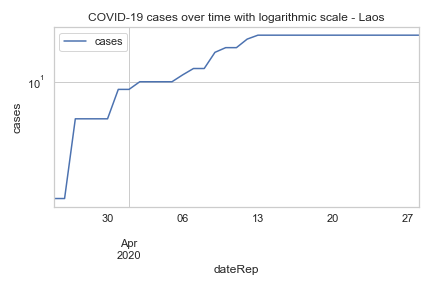 COVID-19 cases over time with logarithmic scale - Laos
cases
10¹
cases
30
06
13
20
27
Apr
2020
dateRep